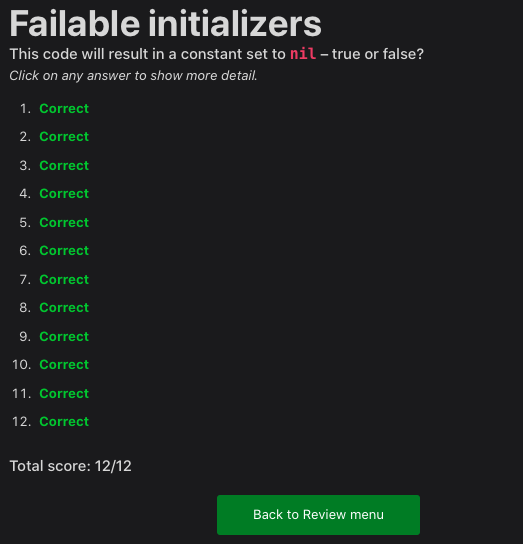 Failable initializers
This code will result in a constant set to nil – true or false?
Click on any answer to show more detail.
1. Correct
2. Correct
3. Correct
4. Correct
5. Correct
6. Correct
7. Correct
8. Correct
9. Correct
10. Correct
11. Correct
12. Correct
Total score: 12/12
Back to Review menu